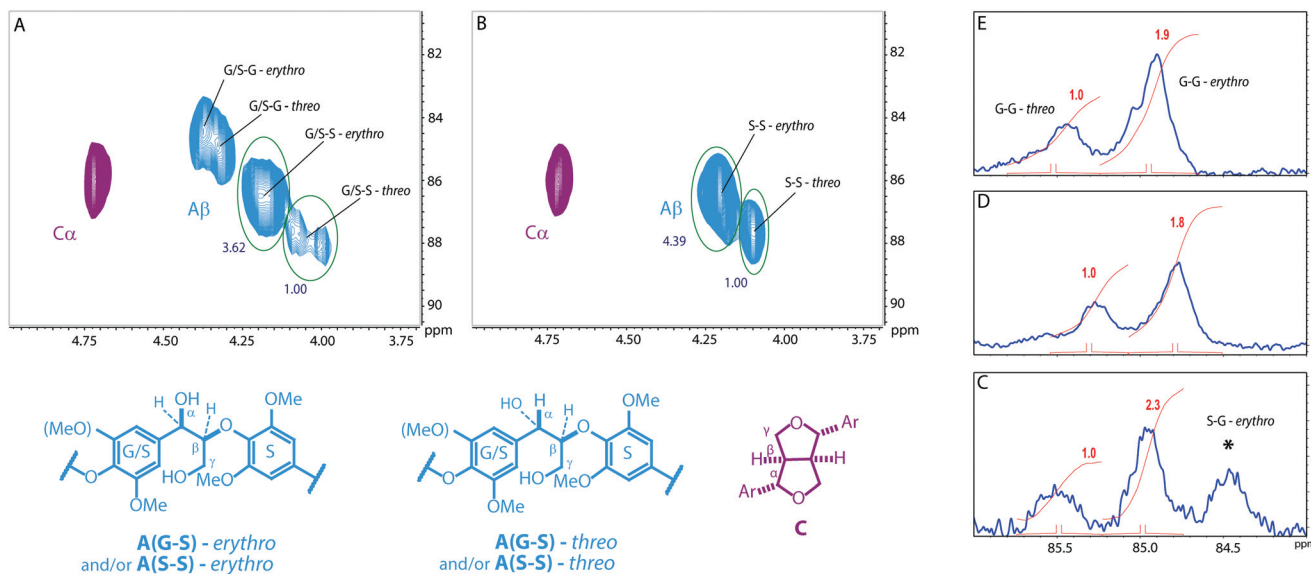 A
82
84
86
88
90
ppm
4.75
4.50
4.25
4.00
3.75
G/S-G - erythro
G/S-G - threo
G/S-S - erythro
G/S-S - threo
Aβ
Cα
3.62
1.00
B
82
84
86
88
90
ppm
4.75
4.50
4.25
4.00
3.75
S-S - erythro
S-S - threo
Aβ
Cα
4.39
1.00
E
1.9
1.0
G-G - threo
G-G - erythro
D
1.8
1.0
C
2.3
1.0
S-G - erythro
*
85.5
85.0
84.5
ppm
OH
H
α
H
(MeO)
OMe
O
G/S
S
β
γ
HO
MeO
O
OMe
A(G-S) - erythro
and/or A(S-S) - erythro
H
HO
α
H
(MeO)
OMe
O
G/S
S
β
γ
HO
MeO
O
OMe
A(G-S) - threo
and/or A(S-S) - threo
O
Ar
γ
β
H
H
α
Ar
O
C